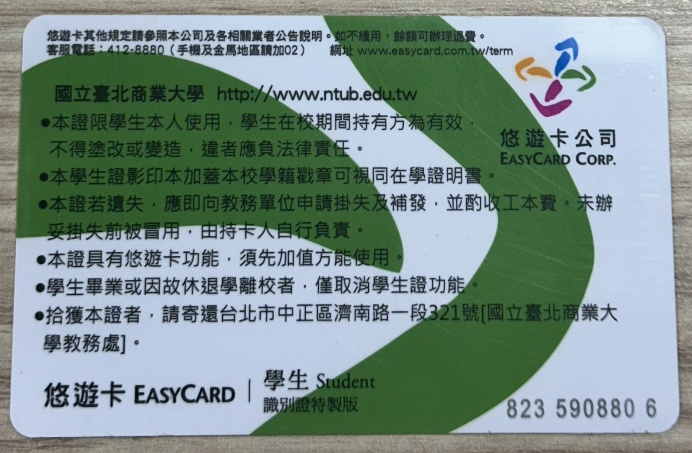 悠遊卡其他規定請參照本公司及各相關業者公告說明。如不續用，餘額可辦理退費。
客服電話：412-8880（手機及金馬地區請加02） 網址 www.easycard.com.tw/term
國立臺北商業大學 http://www.ntub.edu.tw
●本證限學生本人使用，學生在校期間持有方為有效，
不得塗改或變造，違者應負法律責任。
悠遊卡公司
EASYCARD CORP.
●本學生證影印本加蓋本校學籍戳章可視同在學證明書。
●本證若遺失，應即向教務單位申請掛失及補發，並酌收工本費。未辦
妥掛失前被冒用，由持卡人自行負責。
●本證具有悠遊卡功能，須先加值方能使用。
●學生畢業或因故休退學離校者，僅取消學生證功能。
●拾獲本證者，請寄還台北市中正區濟南路一段321號[國立臺北商業大
學教務處]。
悠遊卡 EASYCARD | 學生 Student
識別證特製版
823 590880 6